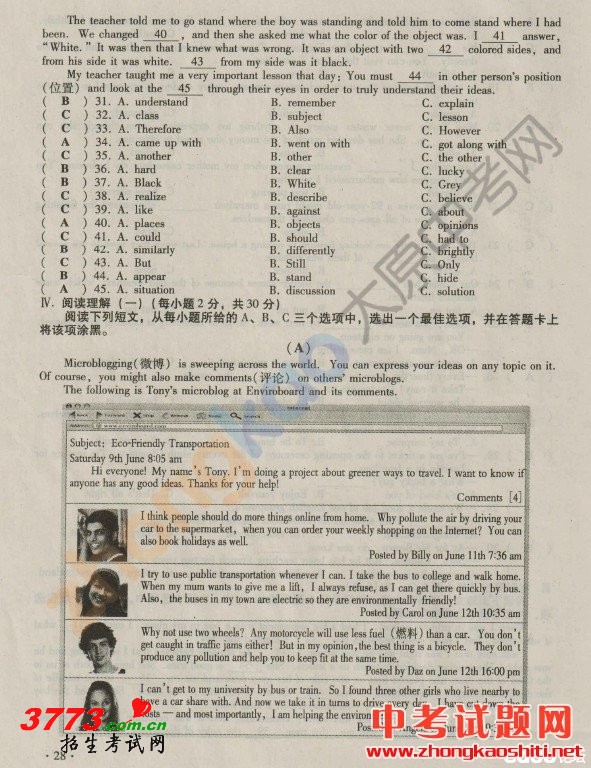 The teacher told me to go stand where the boy was standing and told him to come stand where I had
been. We changed 40 , and then she asked me what the color of the object was. I 41 answer,
“White.” It was then that I knew what was wrong. It was an object with two 42 colored sides, and
from his side it was white. 43 from my side was it black.
My teacher taught me a very important lesson that day: You must 44 in other person's position
(位置) and look at the 45 through their eyes in order to truly understand their ideas.
( B ) 31. A. understand B. remember C. explain
( C ) 32. A. class B. subject C. lesson
( C ) 33. A. Therefore B. Also C. However
( A ) 34. A. came up with B. went on with C. got along with
( C ) 35. A. another B. other C. the other
( B ) 36. A. hard B. clear C. lucky
( B ) 37. A. Black B. White C. Grey
( C ) 38. A. realize B. describe C. believe
( C ) 39. A. like B. against C. about
( A ) 40. A. places B. objects C. opinions
( C ) 41. A. could B. should C. had to
( B ) 42. A. similarly B. differently C. brightly
( C ) 43. A. But B. Still C. Only
( B ) 44. A. appear B. stand C. hide
( A ) 45. A. situation B. discussion C. solution
Ⅳ. 阅读理解 (一) (每小题2分, 共30分)
阅读下列短文, 从每小题所给的A、B、C三个选项中, 选出一个最佳选项, 并在答题卡上
将该项涂黑。
(A)
Microblogging(微博) is sweeping across the world. You can express your ideas on any topic on it.
Of course, you might also make comments(评论) on others' microblogs.
The following is Tony's microblog at Enviroboard and its comments.
Subject: Eco-Friendly Transportation
Saturday 9th June 8:05 am
Hi everyone! My name's Tony. I'm doing a project about greener ways to travel. I want to know if
anyone has any good ideas. Thanks for your help!
Comments [4]
I think people should do more things online from home. Why pollute the air by driving your
car to the supermarket, when you can order your weekly shopping on the Internet? You can
also book holidays as well.
Posted by Billy on June 11th 7:36 am
I try to use public transportation whenever I can. I take the bus to college and walk home.
When my mum wants to give me a lift, I always refuse, as I can get there quickly by bus.
Also, the buses in my town are electric so they are environmentally friendly!
Posted by Carol on June 12th 10:35 am
Why not use two wheels? Any motorcycle will use less fuel (燃料) than a car. You don't
get caught in traffic jams either! But in my opinion, the best thing is a bicycle. They don't
produce any pollution and help you to keep fit at the same time.
Posted by Daz on June 12th 16:00 pm
I can't get to my university by bus or train. So I found three other girls who live nearby to
have a car share with. And now we take it in turns to drive every day. I have cut down the
costs — and most importantly, I am helping the
· 28 ·
3773.com.cn
招生考试网
中考试题网
www.zhongkaoshiti.net
太原中考网